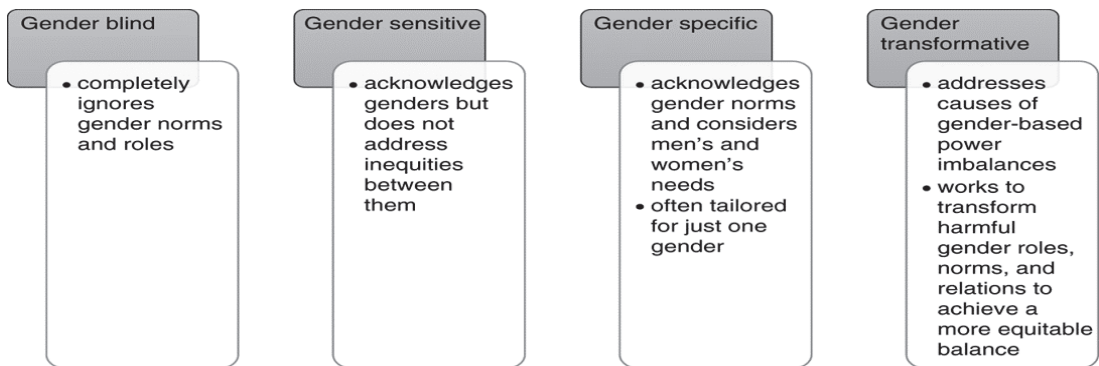 Gender blind
• completely
ignores
gender norms
and roles
Gender sensitive
• acknowledges
genders but
does not
address
inequities
between
them
Gender specific
• acknowledges
gender norms
and considers
men's and
women's
needs
• often tailored
for just one
gender
Gender
transformative
• addresses
causes of
gender-based
power
imbalances
• works to
transform
harmful
gender roles,
norms, and
relations to
achieve a
more equitable
balance